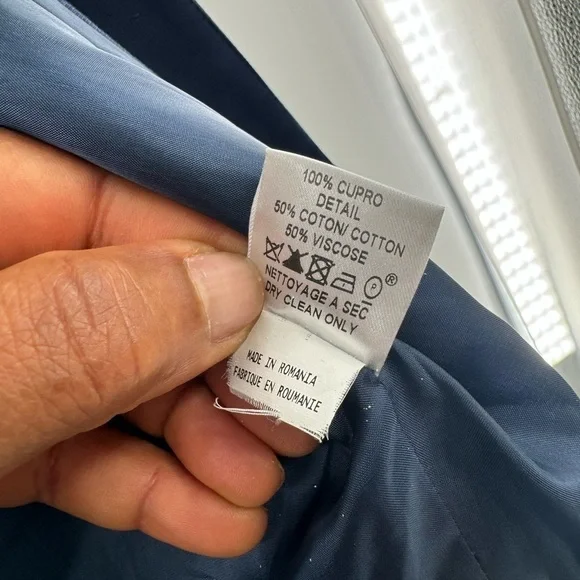 100% CUPRO
DETAIL
50% COTON/ COTTON
50% VISCOSE
P ®
NETTOYAGE A SEC
DRY CLEAN ONLY
MADE IN ROMANIA
FABRIQUE EN ROUMANIE